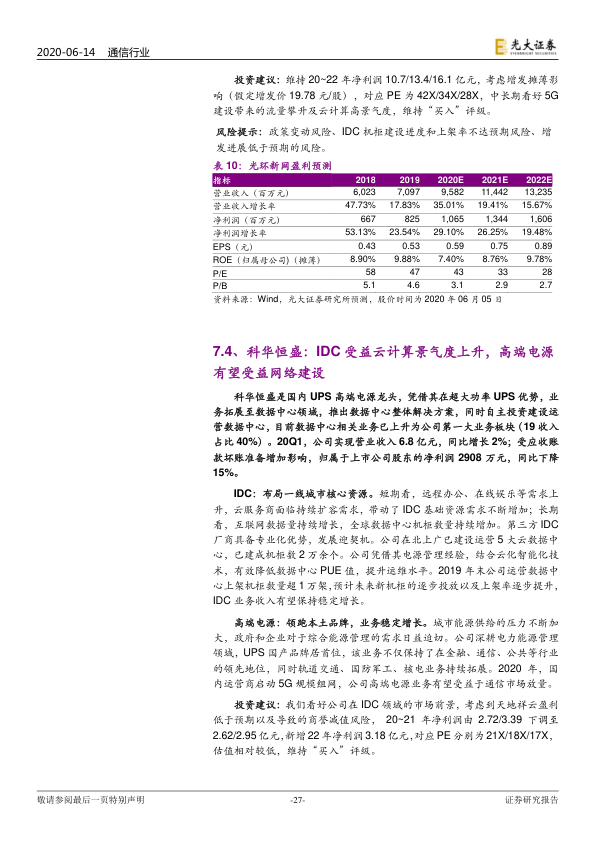 2020-06-14 通信行业
光大证券
EVERBRIGHT SECURITIES
投资建议：维持 20~22 年净利润 10.7/13.4/16.1 亿元，考虑增发摊薄影
响（假定增发价 19.78 元/股），对应 PE 为 42X/34X/28X，中长期看好 5G
建设带来的流量攀升及云计算高景气度，维持“买入”评级。
风险提示：政策变动风险、IDC 机柜建设进度和上架率不达预期风险、增
发进展低于预期的风险。
表 10：光环新网盈利预测
指标 2018 2019 2020E 2021E 2022E
营业收入（百万元） 6,023 7,097 9,582 11,442 13,235
营业收入增长率 47.73% 17.83% 35.01% 19.41% 15.67%
净利润（百万元） 667 825 1,065 1,344 1,606
净利润增长率 53.13% 23.54% 29.10% 26.25% 19.48%
EPS（元） 0.43 0.53 0.59 0.75 0.89
ROE（归属母公司)（摊薄） 8.90% 9.88% 7.40% 8.76% 9.78%
P/E 58 47 43 33 28
P/B 5.1 4.6 3.1 2.9 2.7
资料来源：Wind，光大证券研究所预测，股价时间为 2020 年 06 月 05 日
7.4、科华恒盛：IDC 受益云计算景气度上升，高端电源
有望受益网络建设
科华恒盛是国内 UPS 高端电源龙头，凭借其在超大功率 UPS 优势，业
务拓展至数据中心领域，推出数据中心整体解决方案，同时自主投资建设运
营数据中心，目前数据中心相关业务已上升为公司第一大业务板块（19 收入
占比 40%）。20Q1，公司实现营业收入 6.8 亿元，同比增长 2%；受应收账
款坏账准备增加影响，归属于上市公司股东的净利润 2908 万元，同比下降
15%。
IDC：布局一线城市核心资源。短期看，远程办公、在线娱乐等需求上
升，云服务商面临持续扩容需求，带动了 IDC 基础资源需求不断增加；长期
看，互联网数据量持续增长，全球数据中心机柜数量持续增加。第三方 IDC
厂商具备专业化优势，发展迎契机。公司在北上广已建设运营 5 大云数据中
心，已建成机柜数 2 万余个。公司凭借其电源管理经验，结合云化智能化技
术，有效降低数据中心 PUE 值，提升运维水平。2019 年末公司运营数据中
心上架机柜数量超 1 万架，预计未来新机柜的逐步投放以及上架率逐步提升，
IDC 业务收入有望保持稳定增长。
高端电源：领跑本土品牌，业务稳定增长。城市能源供给的压力不断加
大，政府和企业对于综合能源管理的需求日益迫切。公司深耕电力能源管理
领域，UPS 国产品牌居首位，该业务不仅保持了在金融、通信、公共等行业
的领先地位，同时轨道交通、国防军工、核电业务持续拓展。2020 年，国
内运营商启动 5G 规模组网，公司高端电源业务有望受益于通信市场放量。
投资建议：我们看好公司在 IDC 领域的市场前景，考虑到天地祥云盈利
低于预期以及导致的商誉减值风险， 20~21 年净利润由 2.72/3.39 下调至
2.62/2.95 亿元，新增 22 年净利润 3.18 亿元，对应 PE 分别为 21X/18X/17X，
估值相对较低，维持“买入”评级。
敬请参阅最后一页特别声明 -27- 证券研究报告